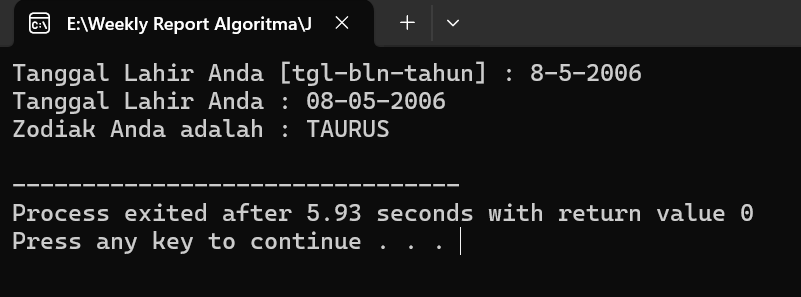 E:\Weekly Report Algoritma\J
Tanggal Lahir Anda [tgl-bln-tahun] : 8-5-2006
Tanggal Lahir Anda : 08-05-2006
Zodiak Anda adalah : TAURUS
--------------------------------
Process exited after 5.93 seconds with return value 0
Press any key to continue . . .